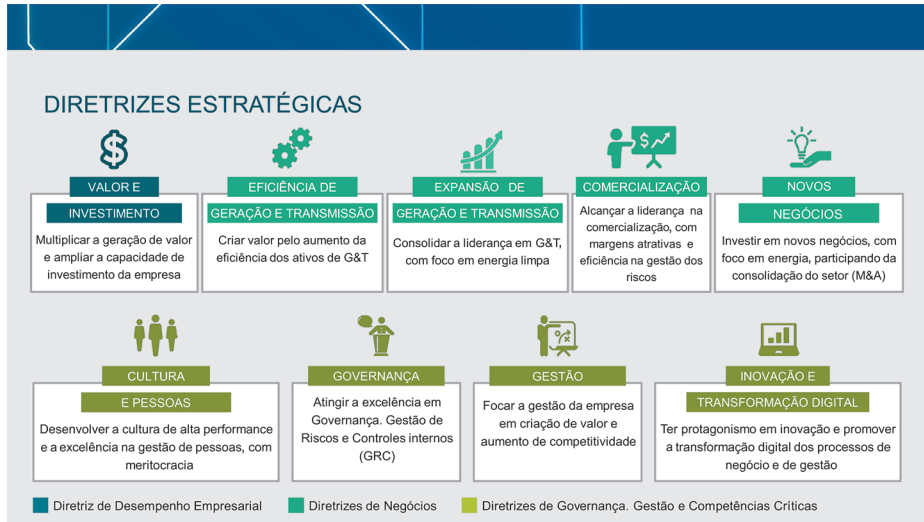 DIRETRIZES ESTRATÉGICAS
VALOR E
INVESTIMENTO
Multiplicar a geração de valor
e ampliar a capacidade de
investimento da empresa
EFICIÊNCIA DE
GERAÇÃO E TRANSMISSÃO
Criar valor pelo aumento da
eficiência dos ativos de G&T
EXPANSÃO DE
GERAÇÃO E TRANSMISSÃO
Consolidar a liderança em G&T,
com foco em energia limpa
COMERCIALIZAÇÃO
Alcançar a liderança na
comercialização, com
margens atrativas e
eficiência na gestão dos
riscos
NOVOS
NEGÓCIOS
Investir em novos negócios, com
foco em energia, participando da
consolidação do setor (M&A)
CULTURA
E PESSOAS
Desenvolver a cultura de alta performance
e a excelência na gestão de pessoas, com
meritocracia
GOVERNANÇA
Atingir a excelência em
Governança. Gestão de
Riscos e Controles internos
(GRC)
GESTÃO
Focar a gestão da empresa
em criação de valor e
aumento de competitividade
INOVAÇÃO E
TRANSFORMAÇÃO DIGITAL
Ter protagonismo em inovação e promover
a transformação digital dos processos de
negócio e de gestão
Diretriz de Desempenho Empresarial
Diretrizes de Negócios
Diretrizes de Governança. Gestão e Competências Críticas